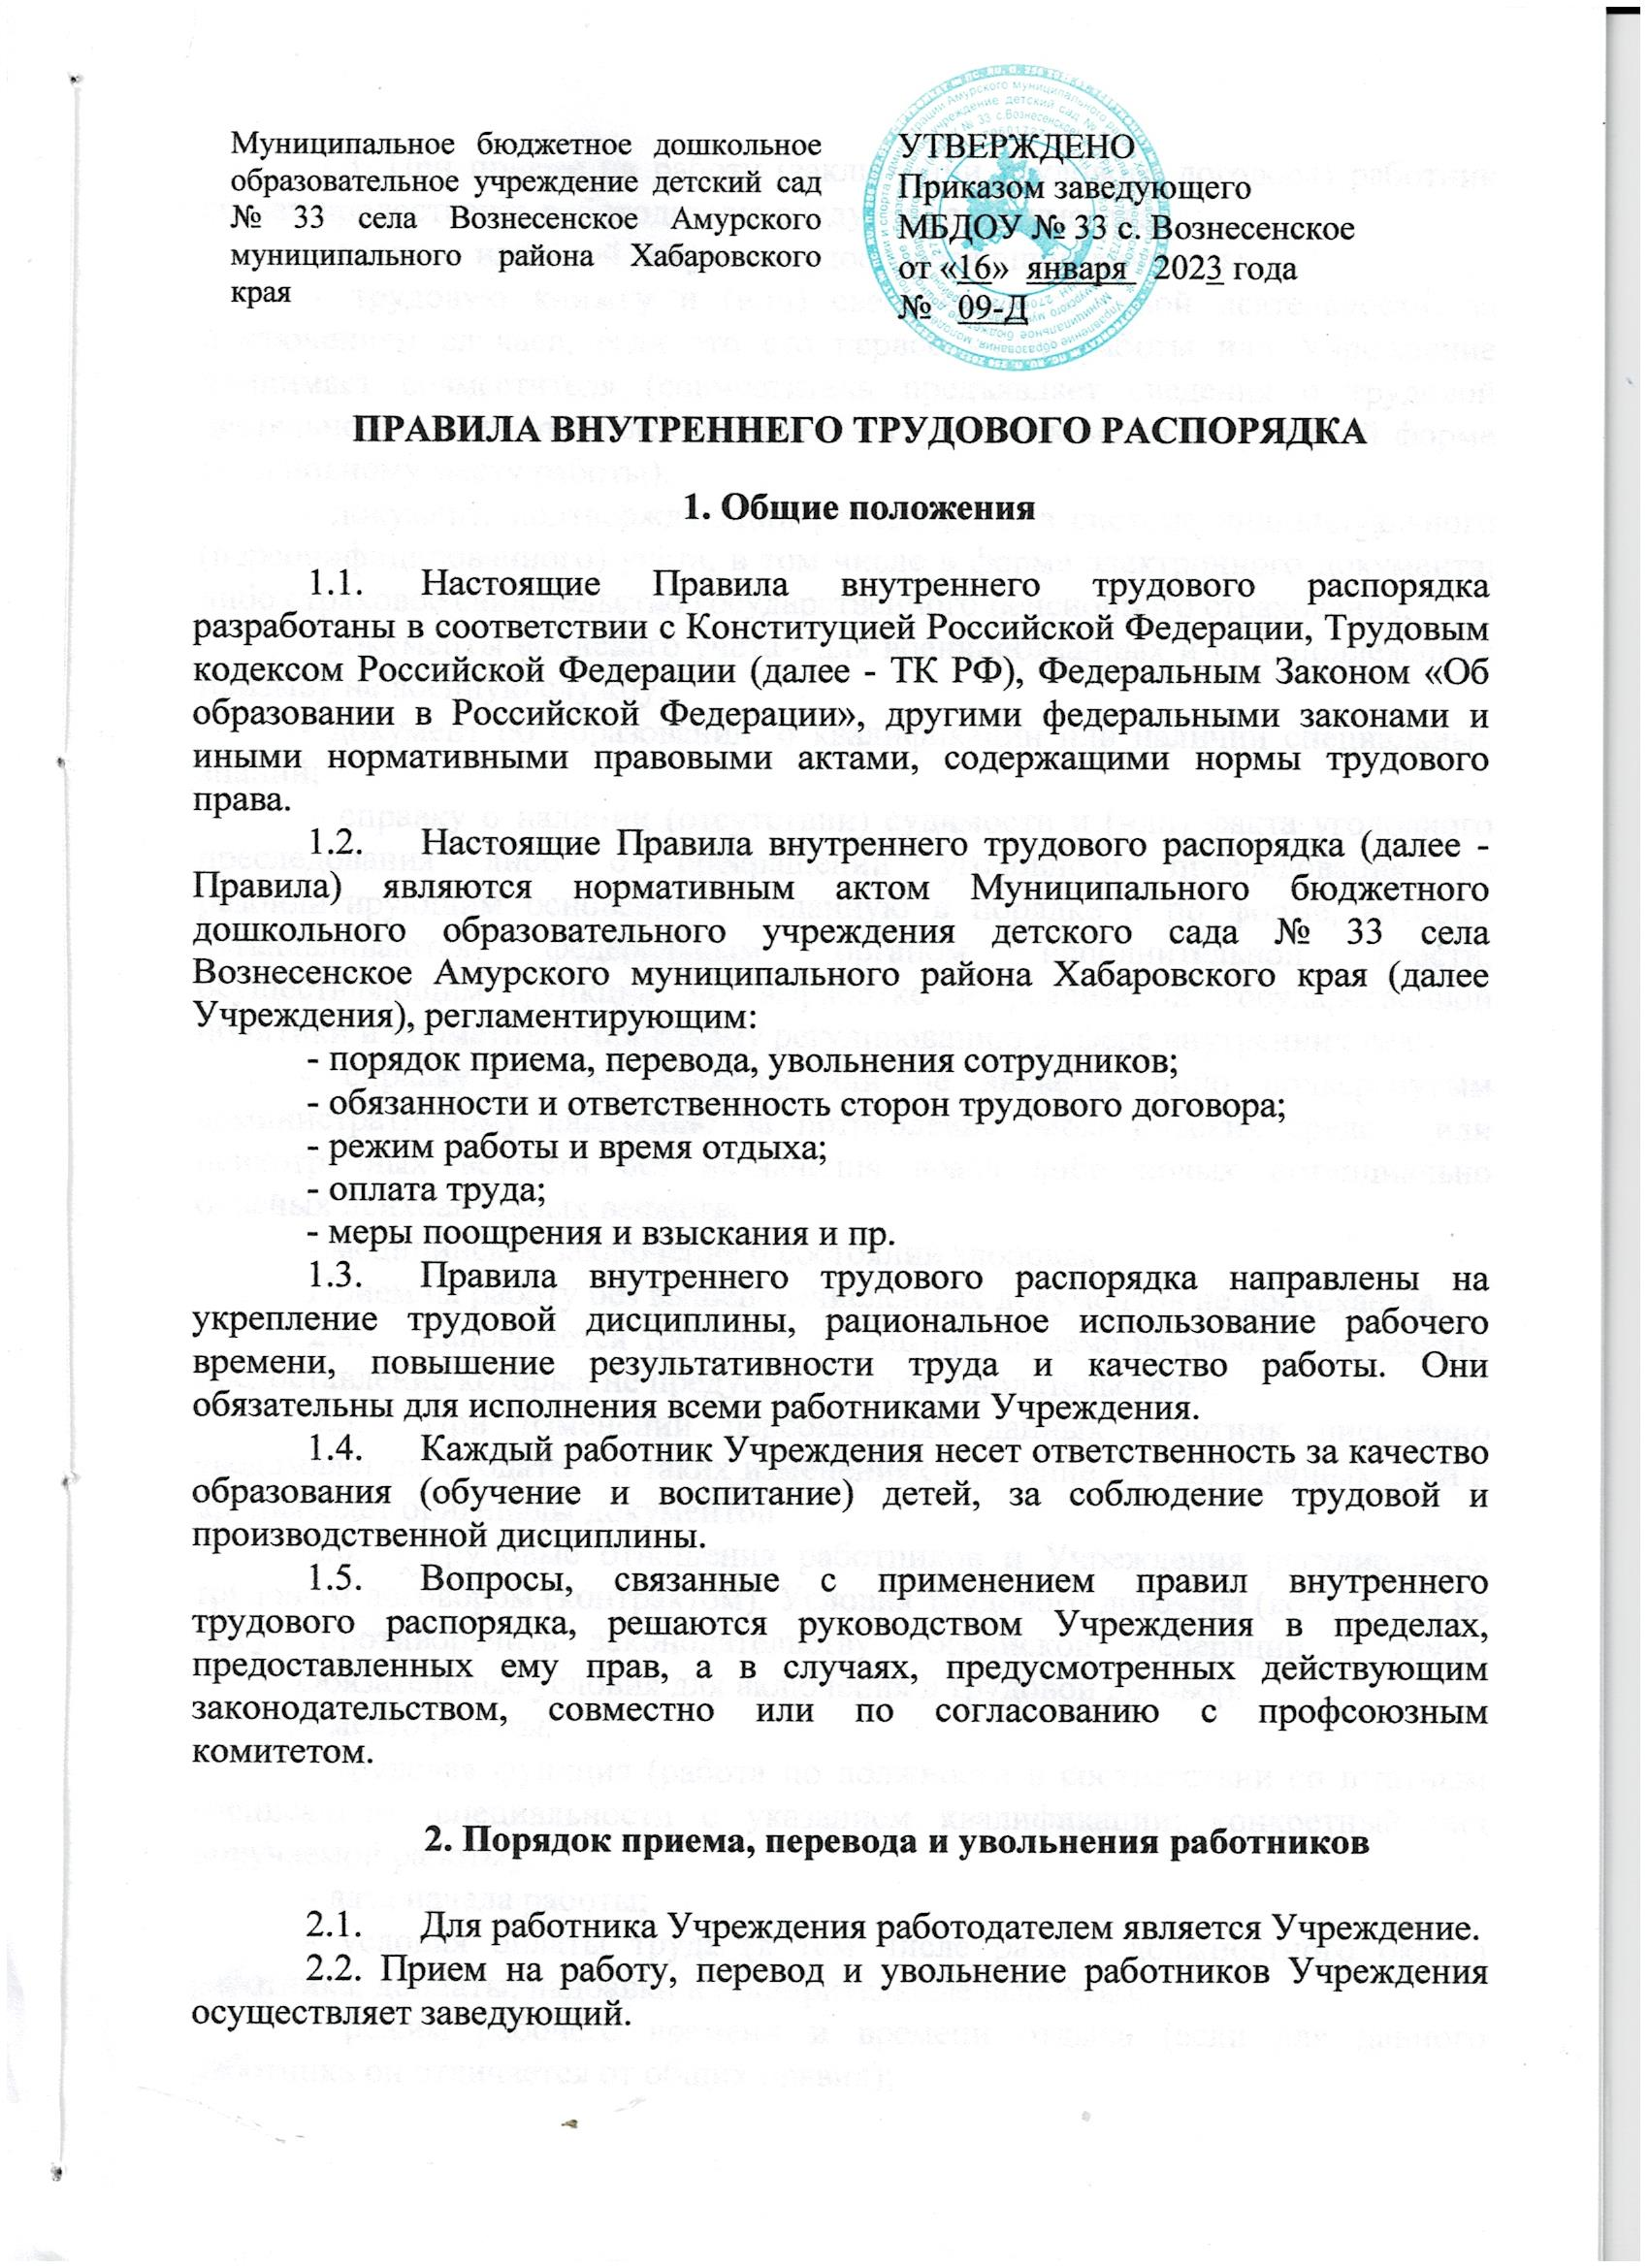 Муниципальное бюджетное дошкольное
образовательное учреждение детский сад
№ 33 села Вознесенское Амурского
муниципального района Хабаровского
края
УТВЕРЖДЕНО
Приказом заведующего
МБДОУ № 33 с. Вознесенское
от «16» января 2023 года
№ 09-Д
ПРАВИЛА ВНУТРЕННЕГО ТРУДОВОГО РАСПОРЯДКА
1. Общие положения
1.1. Настоящие Правила внутреннего трудового распорядка
разработаны в соответствии с Конституцией Российской Федерации, Трудовым
кодексом Российской Федерации (далее - ТК РФ), Федеральным Законом «Об
образовании в Российской Федерации», другими федеральными законами и
иными нормативными правовыми актами, содержащими нормы трудового
права.
1.2. Настоящие Правила внутреннего трудового распорядка (далее -
Правила) являются нормативным актом Муниципального бюджетного
дошкольного образовательного учреждения детского сада № 33 села
Вознесенское Амурского муниципального района Хабаровского края (далее
Учреждения), регламентирующим:
- порядок приема, перевода, увольнения сотрудников;
- обязанности и ответственность сторон трудового договора;
- режим работы и время отдыха;
- оплата труда;
- меры поощрения и взыскания и пр.
1.3. Правила внутреннего трудового распорядка направлены на
укрепление трудовой дисциплины, рациональное использование рабочего
времени, повышение результативности труда и качество работы. Они
обязательны для исполнения всеми работниками Учреждения.
1.4. Каждый работник Учреждения несет ответственность за качество
образования (обучение и воспитание) детей, за соблюдение трудовой и
производственной дисциплины.
1.5. Вопросы, связанные с применением правил внутреннего
трудового распорядка, решаются руководством Учреждения в пределах,
предоставленных ему прав, а в случаях, предусмотренных действующим
законодательством, совместно или по согласованию с профсоюзным
комитетом.
2. Порядок приема, перевода и увольнения работников
2.1. Для работника Учреждения работодателем является Учреждение.
2.2. Прием на работу, перевод и увольнение работников Учреждения
осуществляет заведующий.